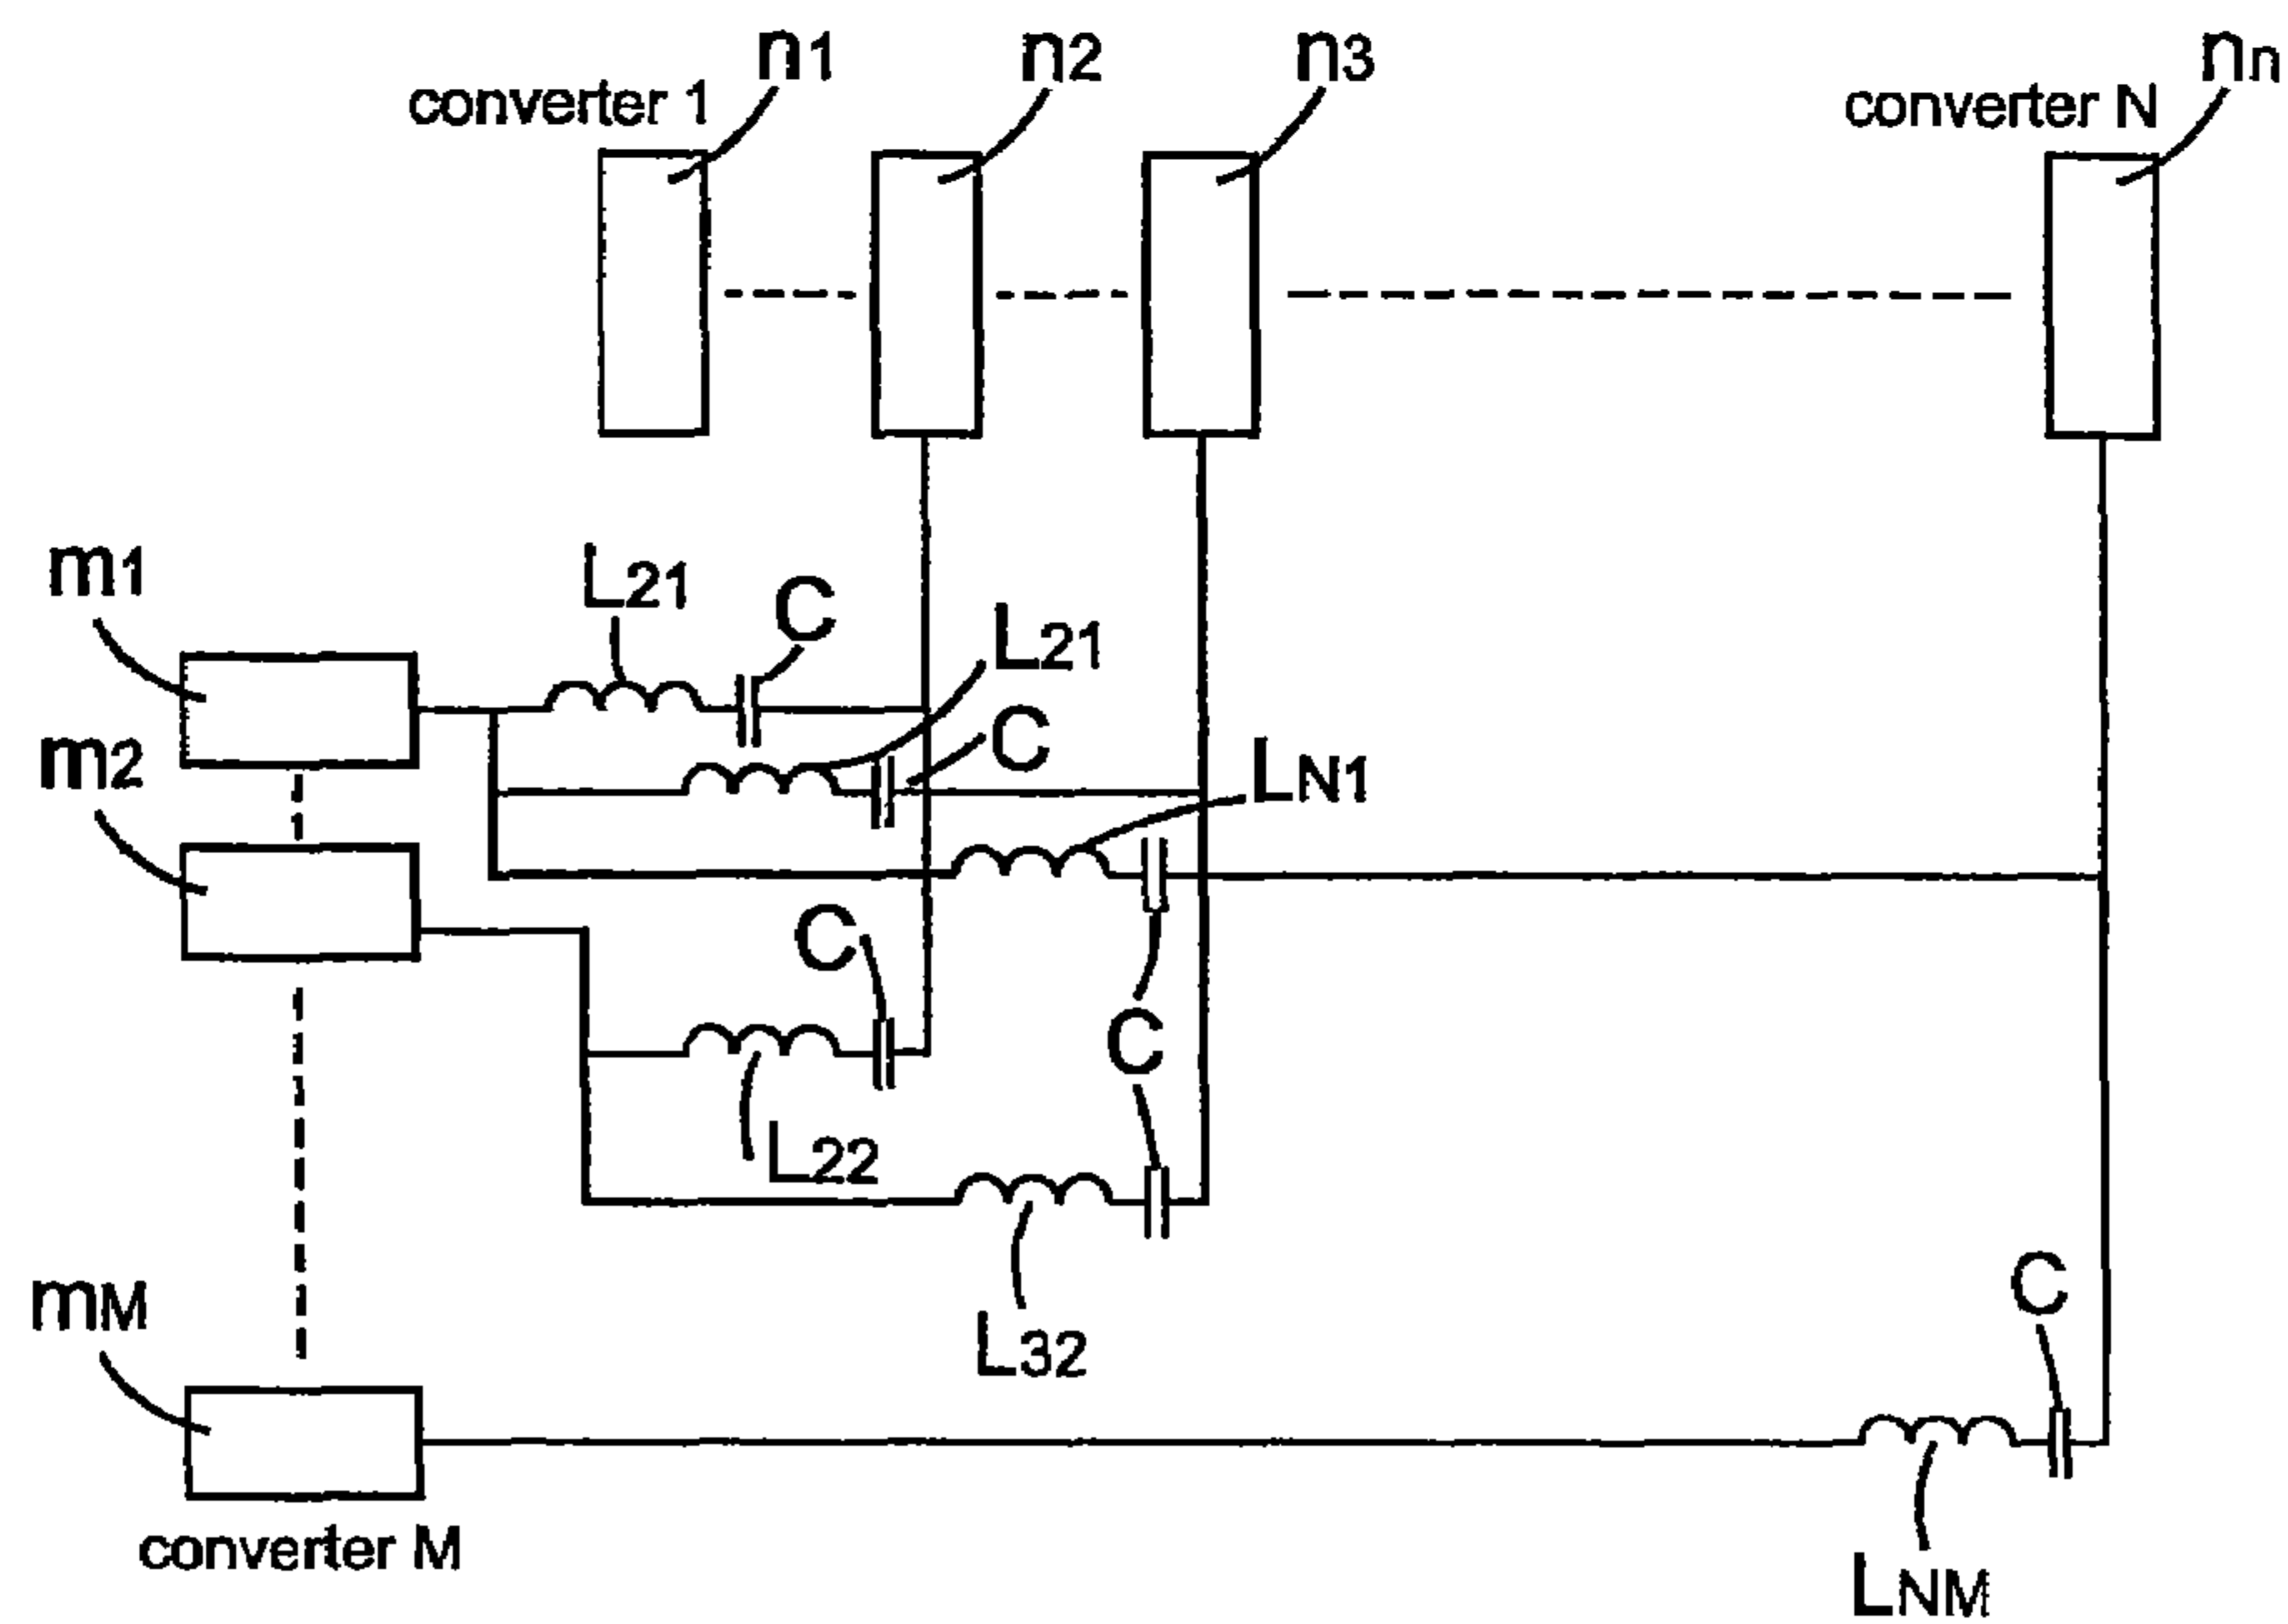 n1
n2
n3
nn
converter 1
converter N
m1
L21
C
L21
m2
C
LN1
C
C
L22
mM
L32
C
converter M
LNM